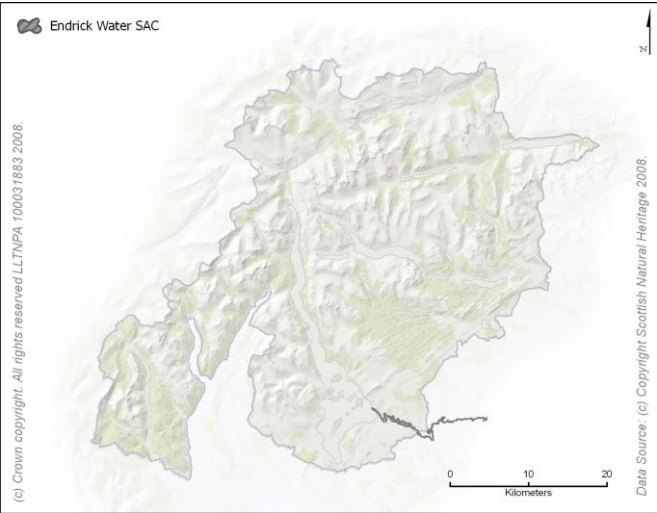 Endrick Water SAC
N
(c) Crown copyright. All rights reserved LLTNPA 100031883 2008.
Data Source: (c) Copyright Scottish Natural Heritage 2008.
0 10 20
Kilometers